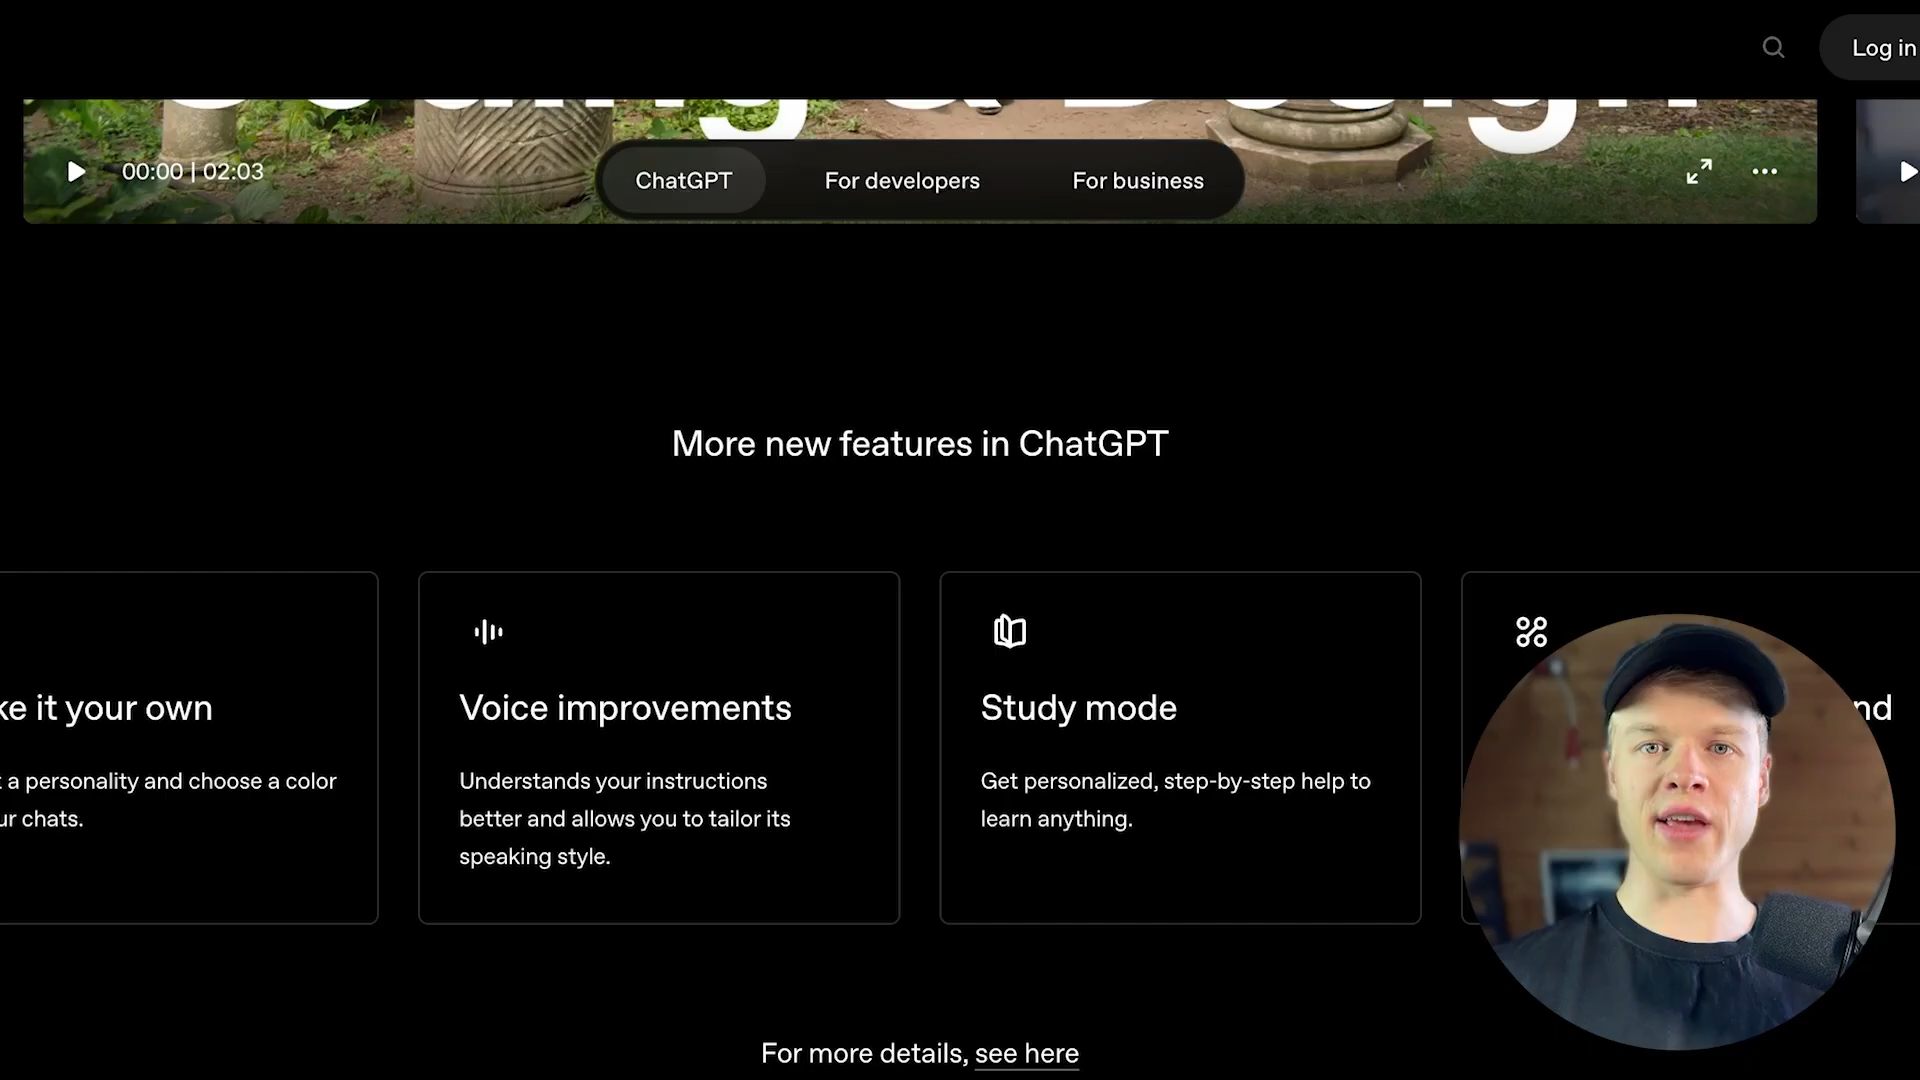 Log in
Coding & Design
00:00 | 02:03
ChatGPT
For developers
For business
More new features in ChatGPT
ke it your own
a personality and choose a color
ur chats.
Voice improvements
Understands your instructions
better and allows you to tailor its
speaking style.
Study mode
Get personalized, step-by-step help to
learn anything.
nd
For more details, see here